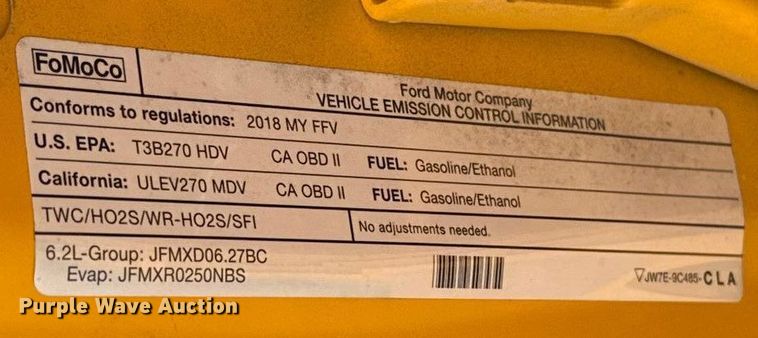 FoMoCo
Ford Motor Company
VEHICLE EMISSION CONTROL INFORMATION
Conforms to regulations: 2018 MY FFV
U.S. EPA: T3B270 HDV CA OBD II FUEL: Gasoline/Ethanol
California: ULEV270 MDV CA OBD II FUEL: Gasoline/Ethanol
TWC/HO2S/WR-HO2S/SFI No adjustments needed.
6.2L-Group: JFMXD06.27BC
Evap: JFMXR0250NBS
JW7E-9C485-CLA
Purple Wave Auction